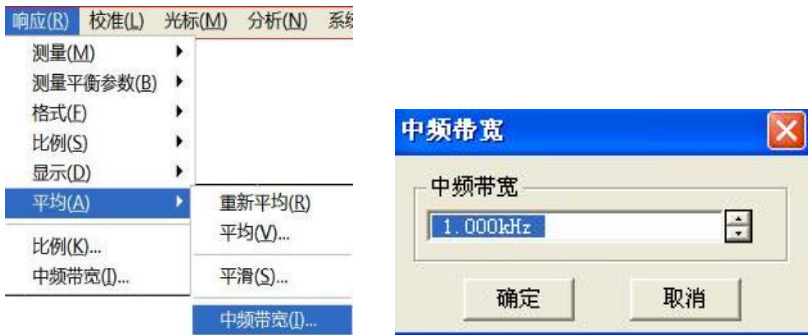 响应(R) 校准(L) 光标(M) 分析(N) 系
测量(M)
测量平衡参数(B)
格式(F)
比例(S)
显示(D)
平均(A)
比例(K)...
中频带宽(I)...
重新平均(R)
平均(V)...
平滑(S)...
中频带宽(I)...
中频带宽
中频带宽
1.000kHz
确定 取消